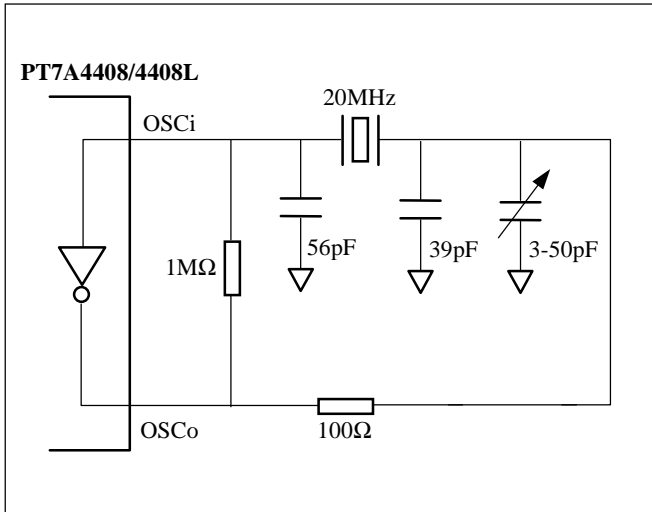 PT7A4408/4408L
20MHz
OSCi
56pF
39pF
3-50pF
1MΩ
OSCo
100Ω